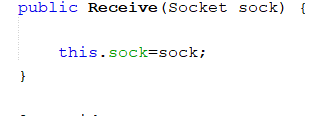 public Receive(Socket sock) {
this.sock=sock;
}